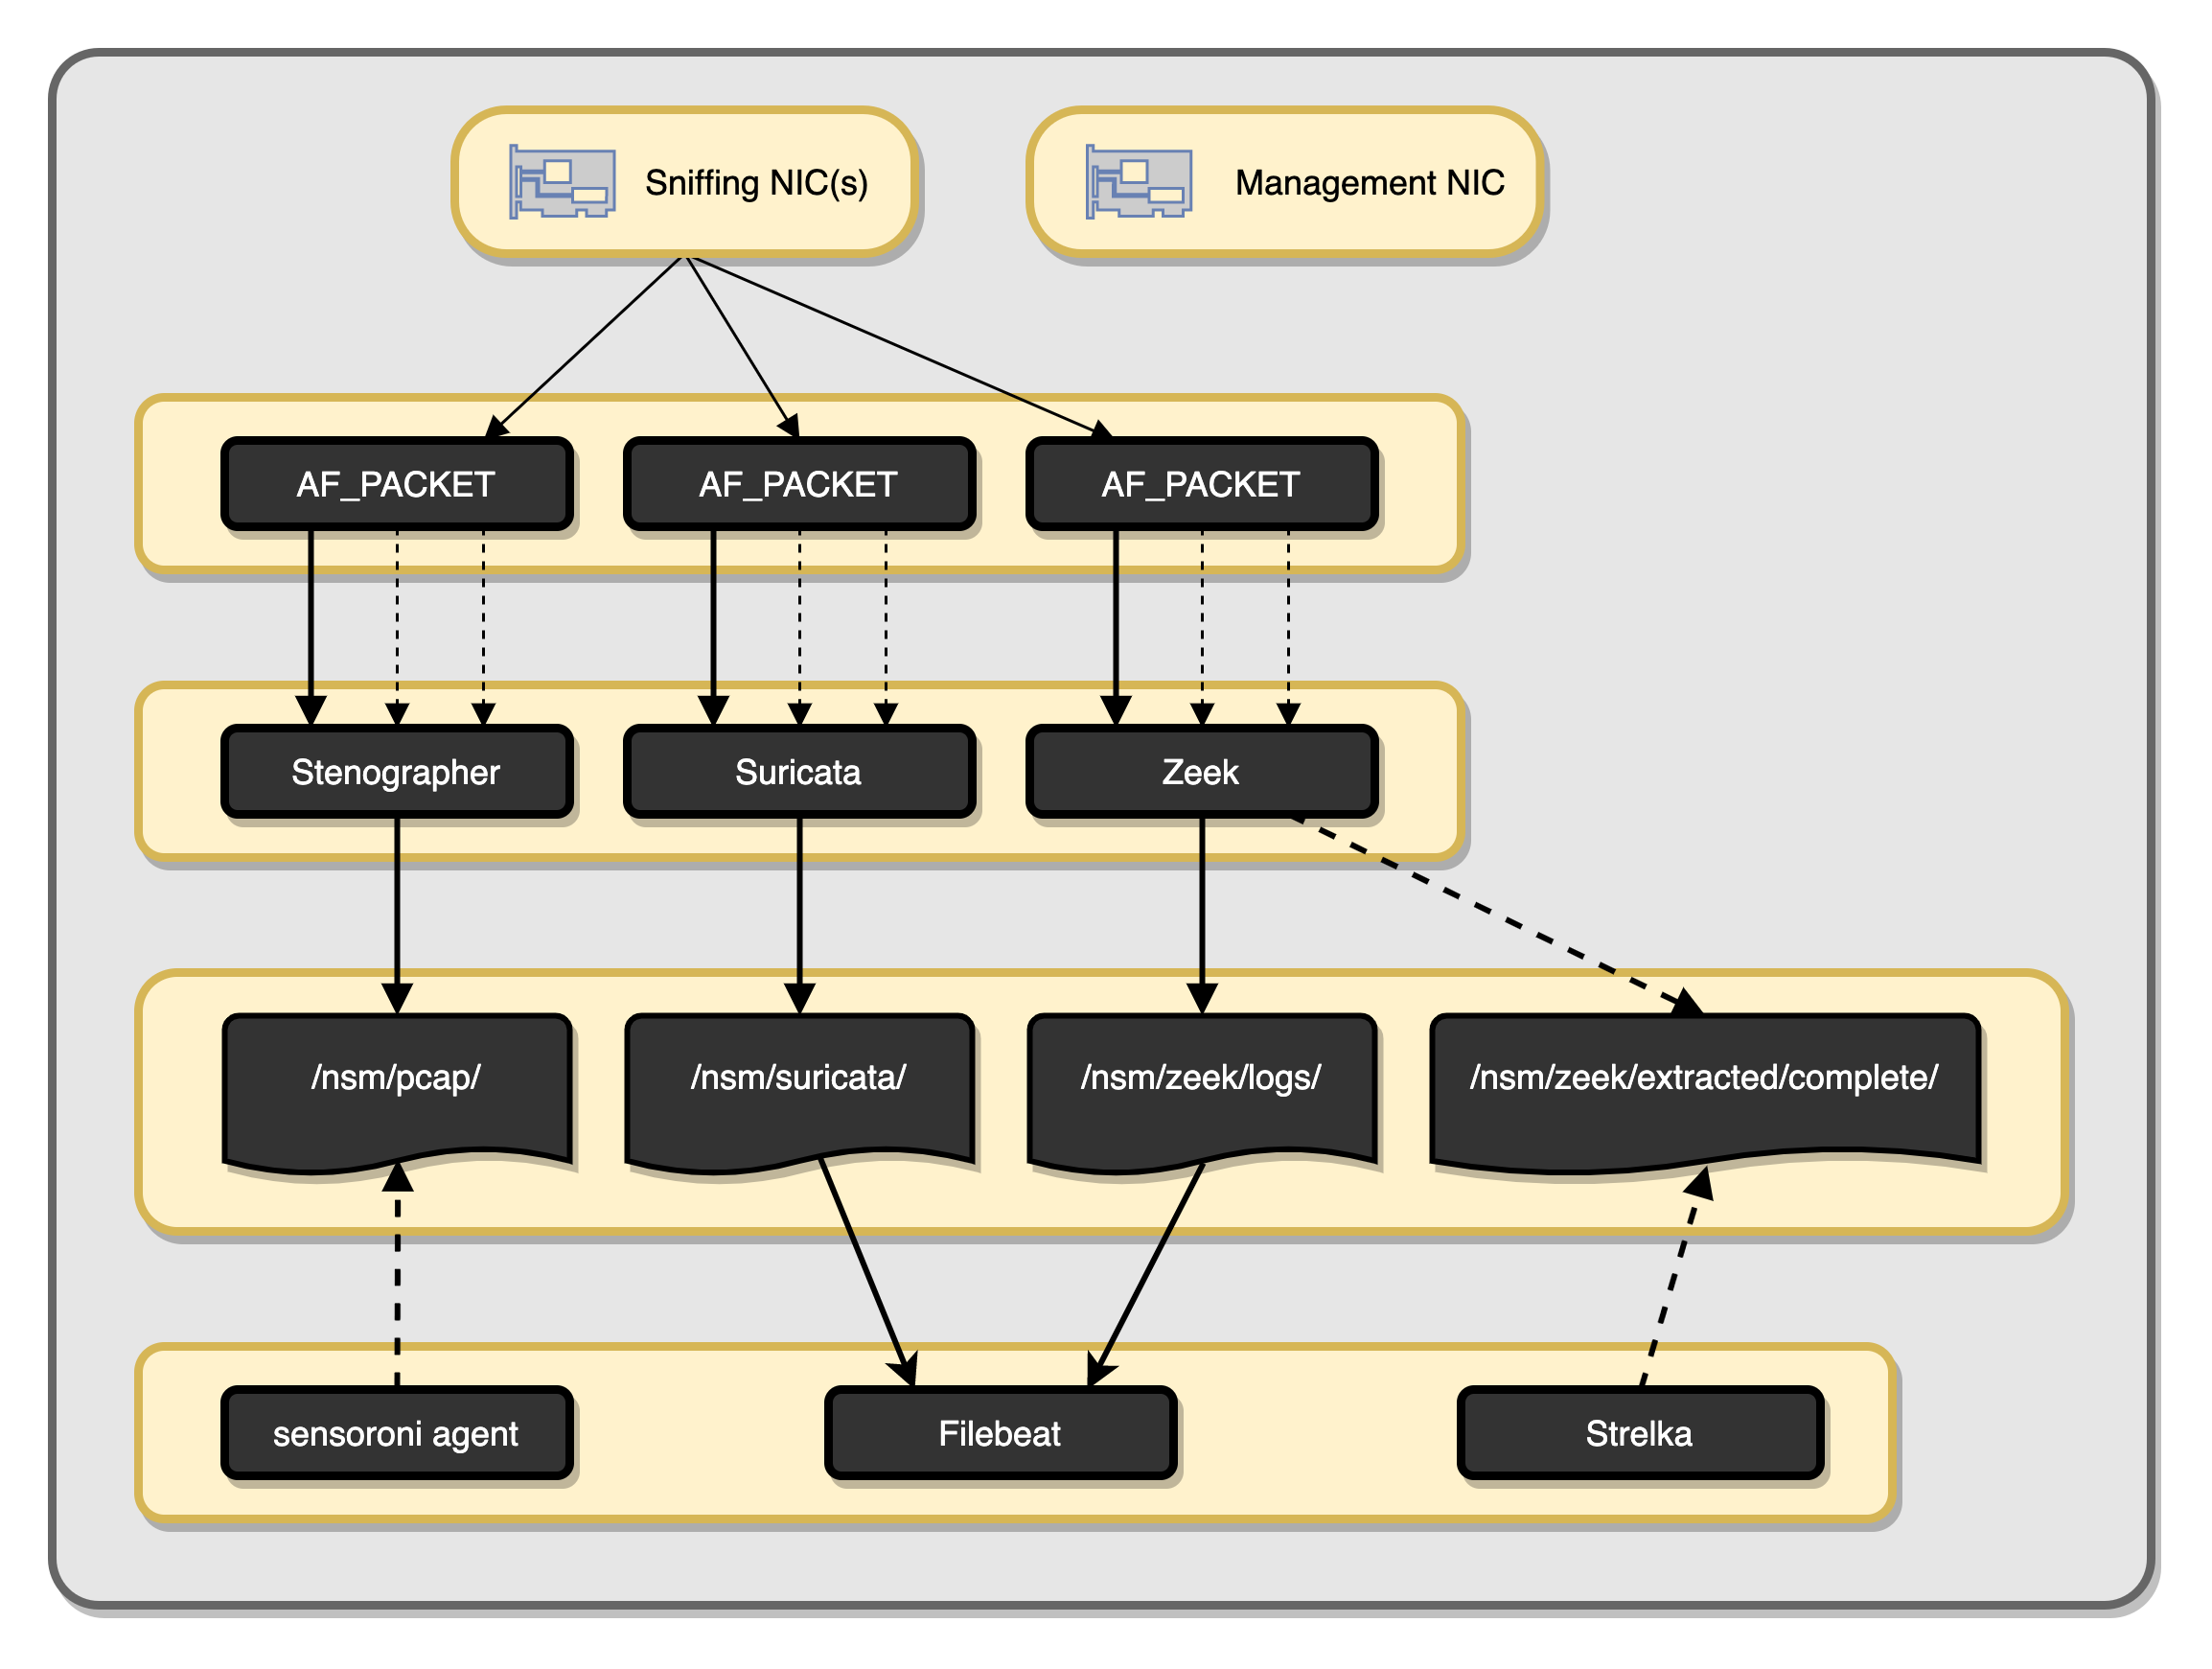 Sniffing NIC(s)
Management NIC
AF_PACKET
AF_PACKET
AF_PACKET
Stenographer
Suricata
Zeek
/nsm/pcap/
/nsm/suricata/
/nsm/zeek/logs/
/nsm/zeek/extracted/complete/
sensoroni agent
Filebeat
Strelka